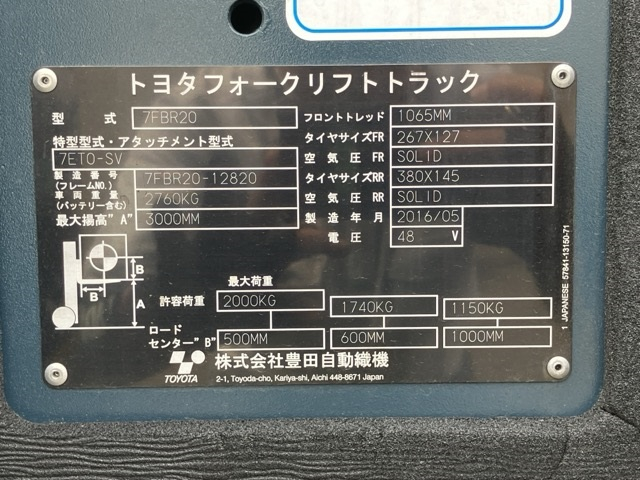 トヨタフォークリフトトラック
型式 7FBR20 フロントトレッド 1065MM
特型型式・アタッチメント型式 タイヤサイズFR 267X127
7ET0-SV 空気圧FR SOLID
製造番号(フレームNO.) 7FBR20-12820 タイヤサイズRR 380X145
車両重量(バッテリー含む) 2760KG 空気圧RR SOLID
最大揚高"A" 3000MM 製造年月 2016/05
電圧 48 V
B
B
A
最大荷重
許容荷重 2000KG 1740KG 1150KG
ロードセンター"B" 500MM 600MM 1000MM
TOYOTA 株式会社豊田自動織機
2-1, Toyoda-cho, Kariya-shi, Aichi 448-8671 Japan
1 JAPANESE 57841-13150-71